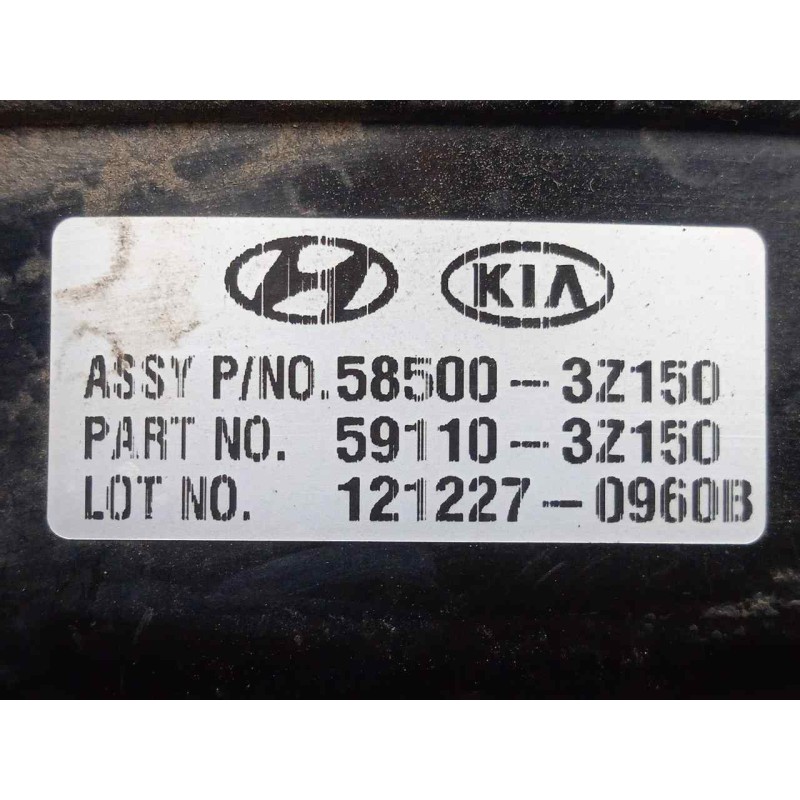 KIA
ASSY P/NO. 58500-3Z150
PART NO. 59110-3Z150
LOT NO. 121227-0960B